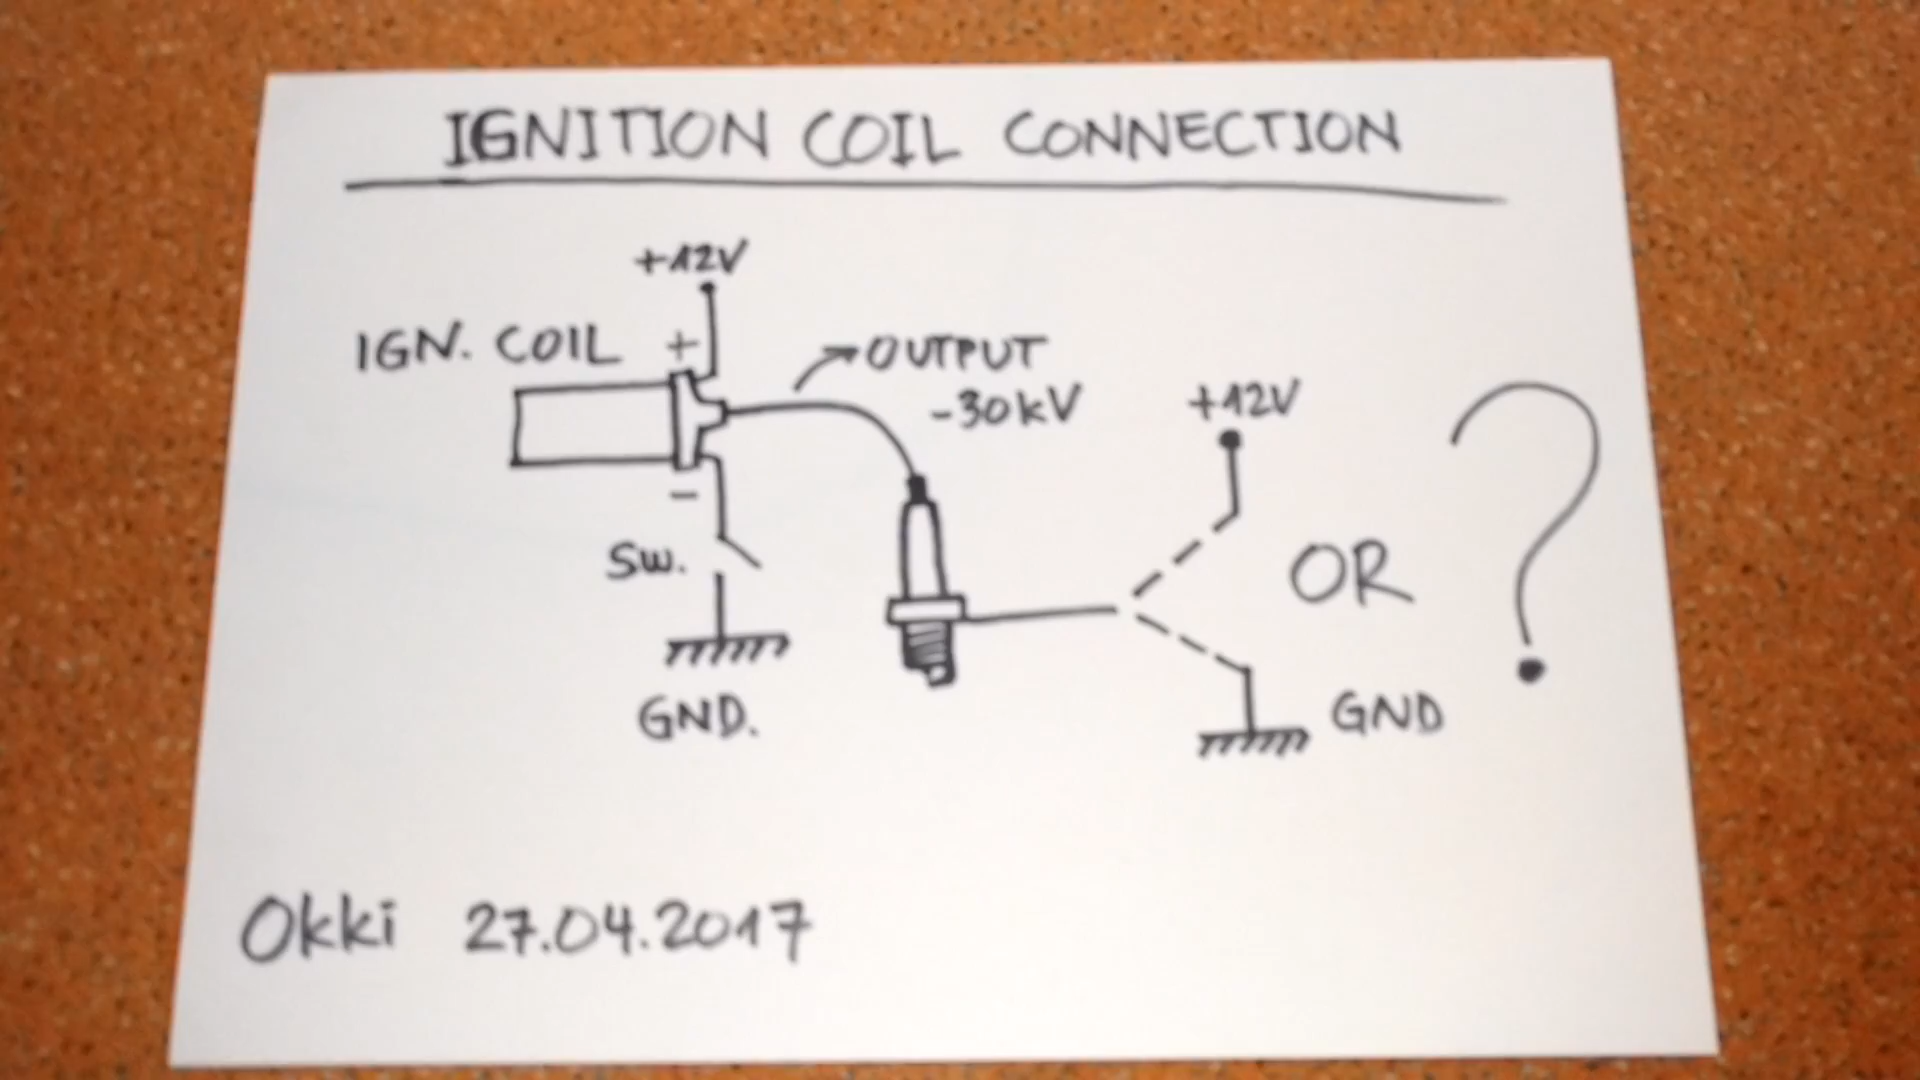 IGNITION COIL CONNECTION
+12V
IGN. COIL +
OUTPUT
-30kV
+12V
-
SW.
OR
?
GND.
GND
Okki 27.04.2017